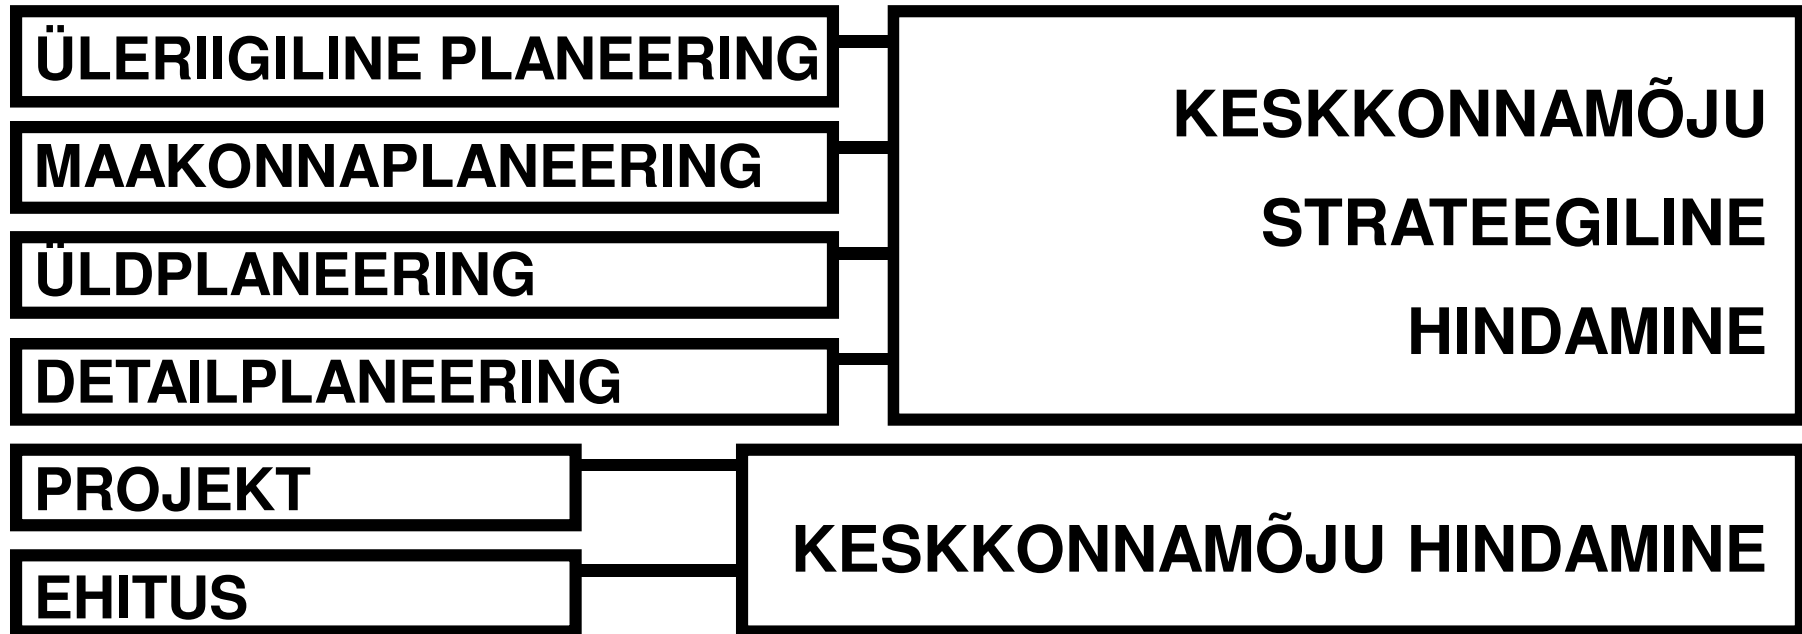 ÜLERIIGILINE PLANEERING
MAAKONNAPLANEERING
ÜLDPLANEERING
DETAILPLANEERING
KESKKONNAMÕJU
STRATEEGILINE
HINDAMINE
PROJEKT
EHITUS
KESKKONNAMÕJU HINDAMINE